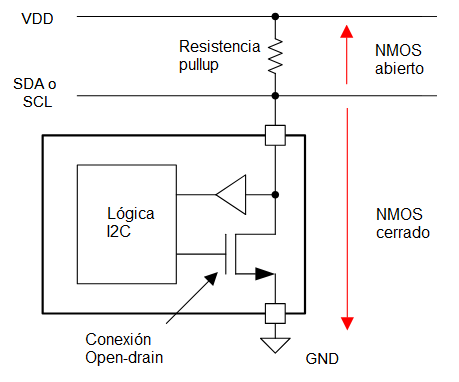 VDD
Resistencia
pullup
NMOS
abierto
SDA o
SCL
Lógica
I2C
NMOS
cerrado
Conexión
Open-drain
GND